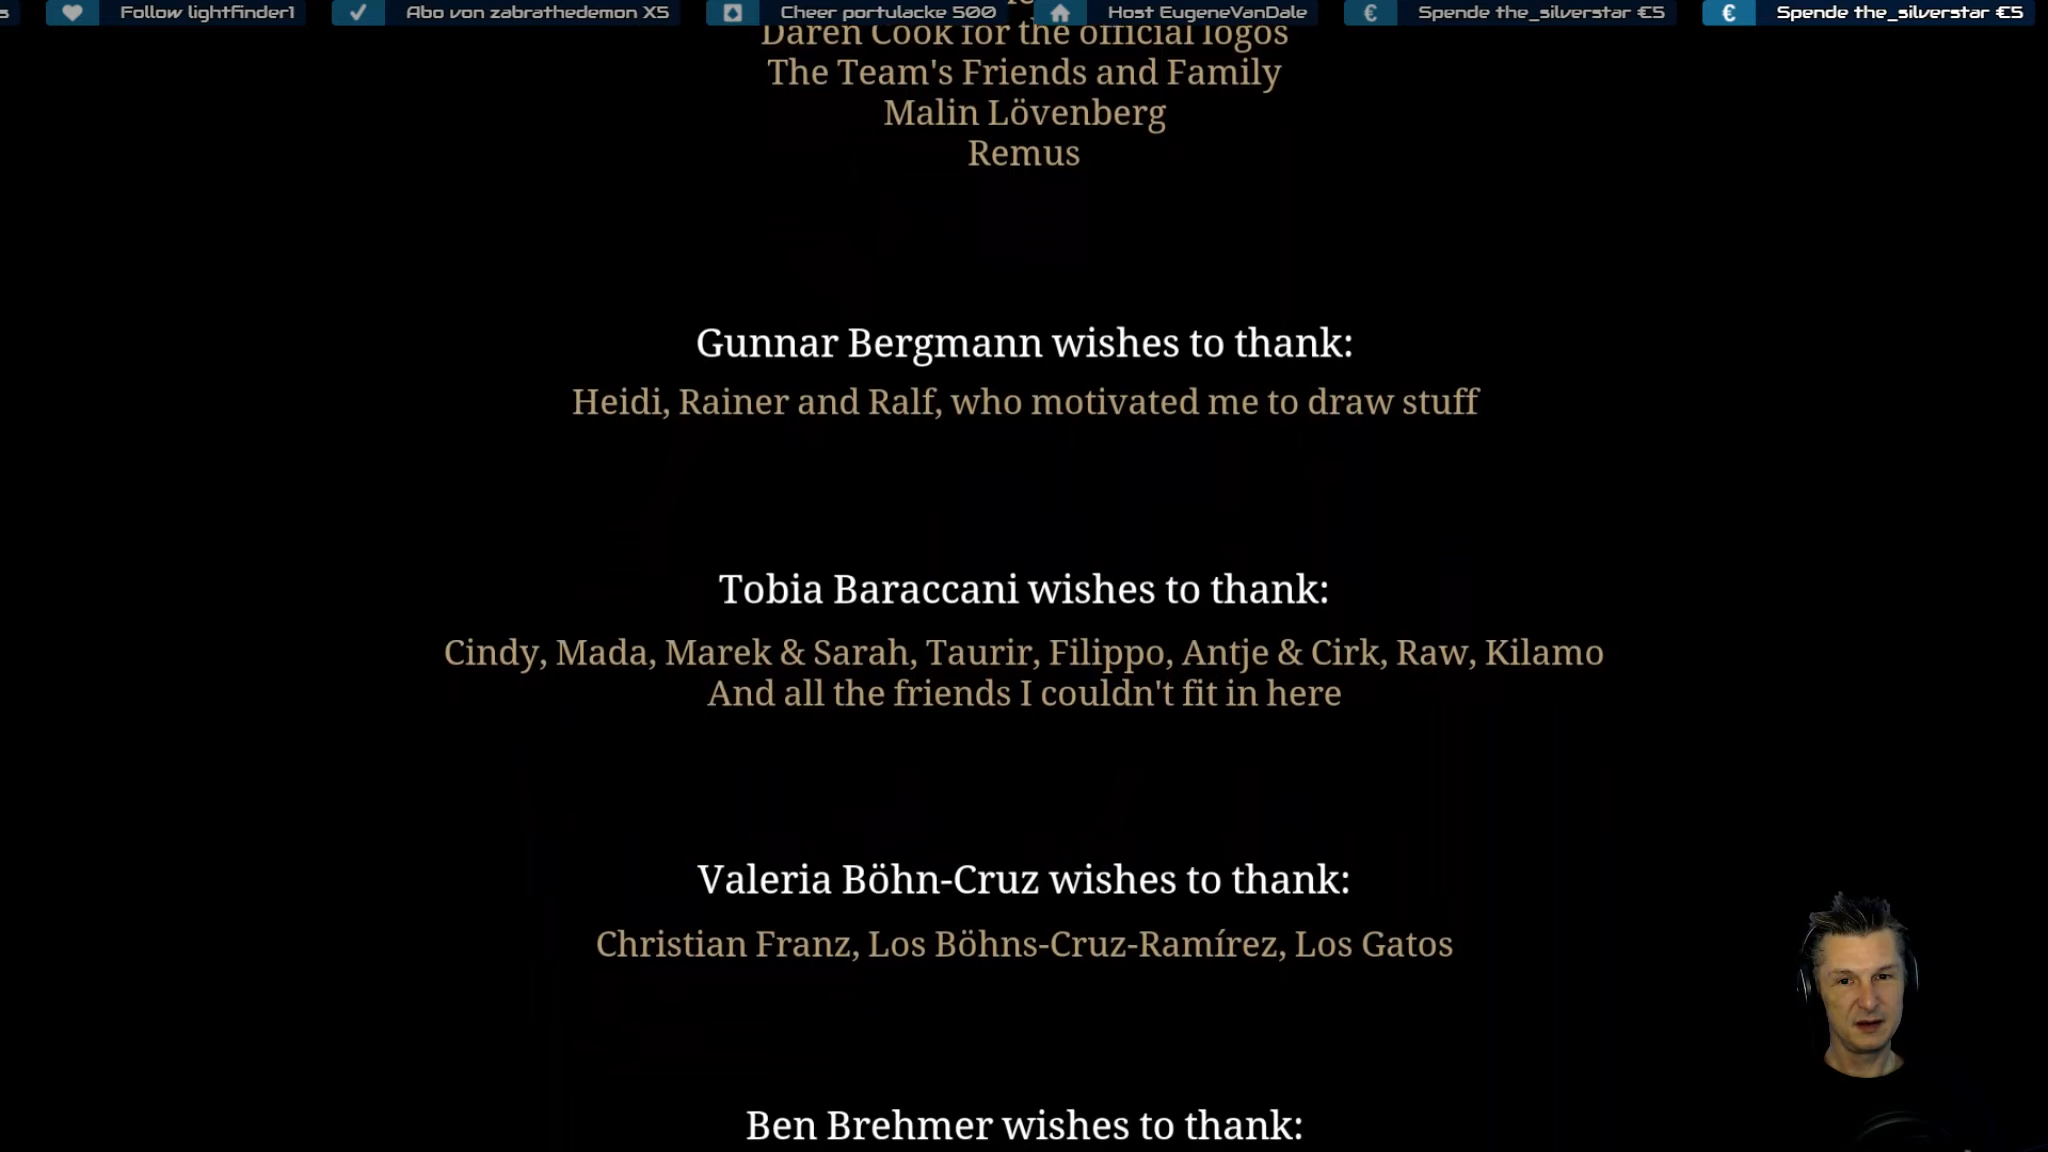 Follow lightfinder1
Abo von zabrathedemon X5
Cheer portulacke 500
Host EugeneVanDale
€ Spende the_silverstar €5
€ Spende the_silverstar €5
Daren Cook for the official logos
The Team's Friends and Family
Malin Lövenberg
Remus
Gunnar Bergmann wishes to thank:
Heidi, Rainer and Ralf, who motivated me to draw stuff
Tobia Baraccani wishes to thank:
Cindy, Mada, Marek & Sarah, Taurir, Filippo, Antje & Cirk, Raw, Kilamo
And all the friends I couldn't fit in here
Valeria Böhn-Cruz wishes to thank:
Christian Franz, Los Böhns-Cruz-Ramírez, Los Gatos
Ben Brehmer wishes to thank: